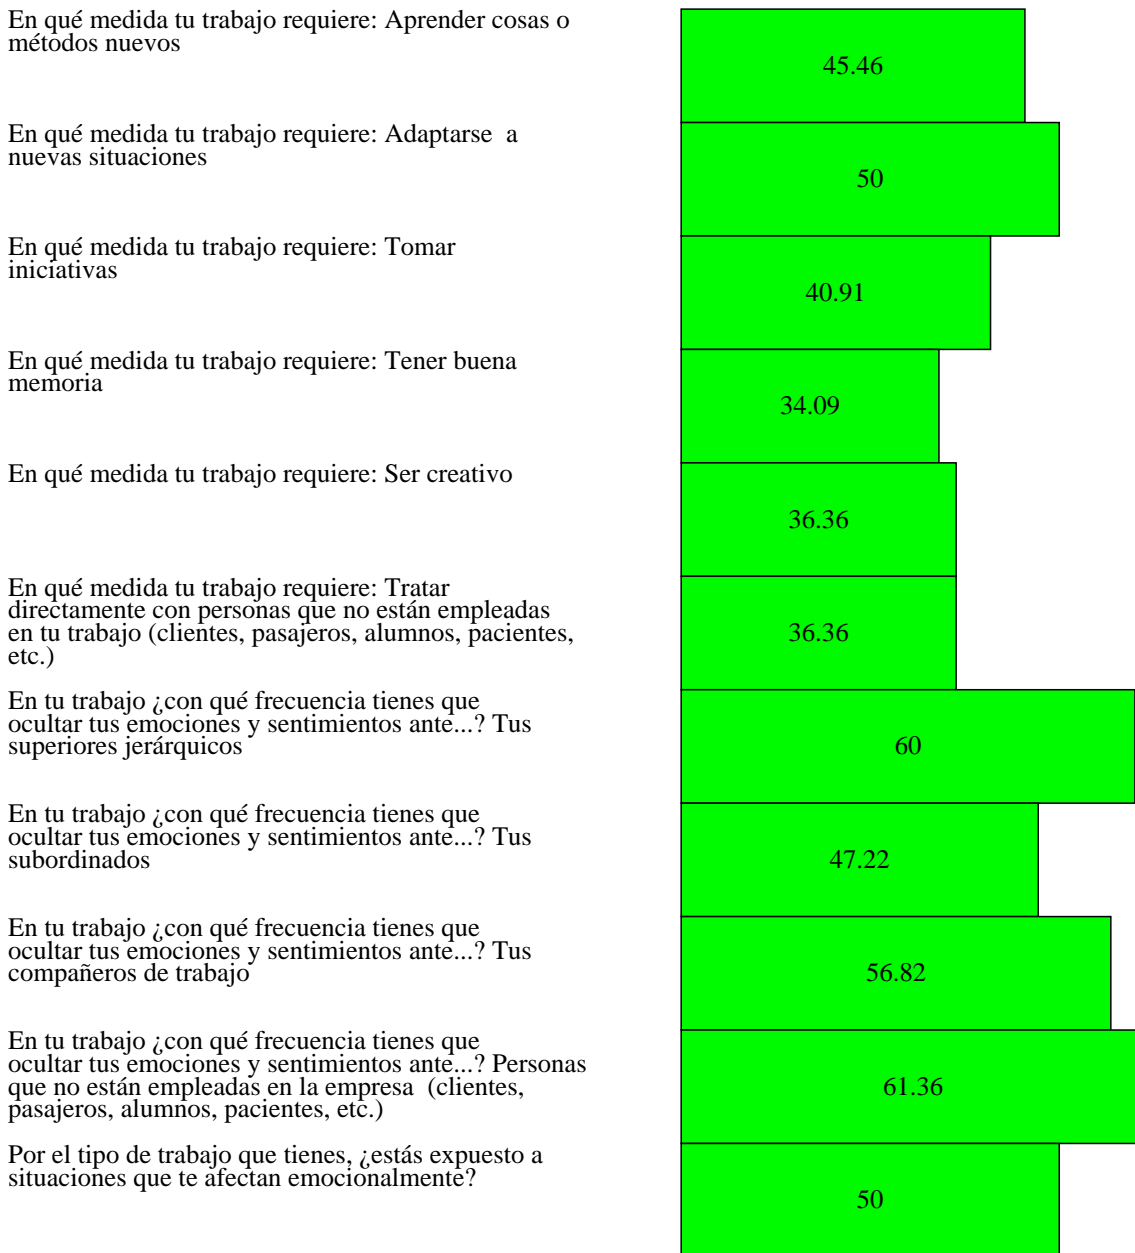 En qué medida tu trabajo requiere: Aprender cosas o
métodos nuevos
45.46
En qué medida tu trabajo requiere: Adaptarse  a
nuevas situaciones
50
En qué medida tu trabajo requiere: Tomar
iniciativas
40.91
En qué medida tu trabajo requiere: Tener buena
memoria
34.09
En qué medida tu trabajo requiere: Ser creativo
36.36
En qué medida tu trabajo requiere: Tratar
directamente con personas que no están empleadas
en tu trabajo (clientes, pasajeros, alumnos, pacientes,
etc.)
36.36
En tu trabajo ¿con qué frecuencia tienes que
ocultar tus emociones y sentimientos ante...? Tus
superiores jerárquicos
60
En tu trabajo ¿con qué frecuencia tienes que
ocultar tus emociones y sentimientos ante...? Tus
subordinados
47.22
En tu trabajo ¿con qué frecuencia tienes que
ocultar tus emociones y sentimientos ante...? Tus
compañeros de trabajo
56.82
En tu trabajo ¿con qué frecuencia tienes que
ocultar tus emociones y sentimientos ante...? Personas
que no están empleadas en la empresa  (clientes,
pasajeros, alumnos, pacientes, etc.)
61.36
Por el tipo de trabajo que tienes, ¿estás expuesto a
situaciones que te afectan emocionalmente?
50